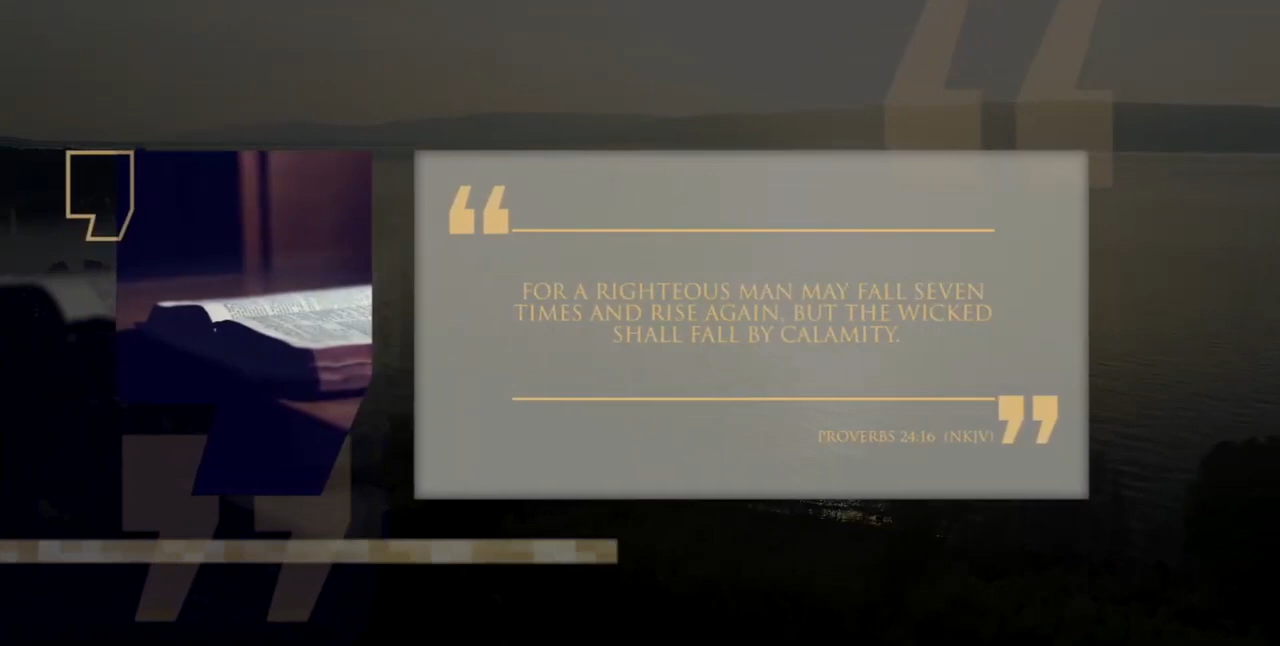 FOR A RIGHTEOUS MAN MAY FALL SEVEN
TIMES AND RISE AGAIN, BUT THE WICKED
SHALL FALL BY CALAMITY.
PROVERBS 24:16 (NKJV)